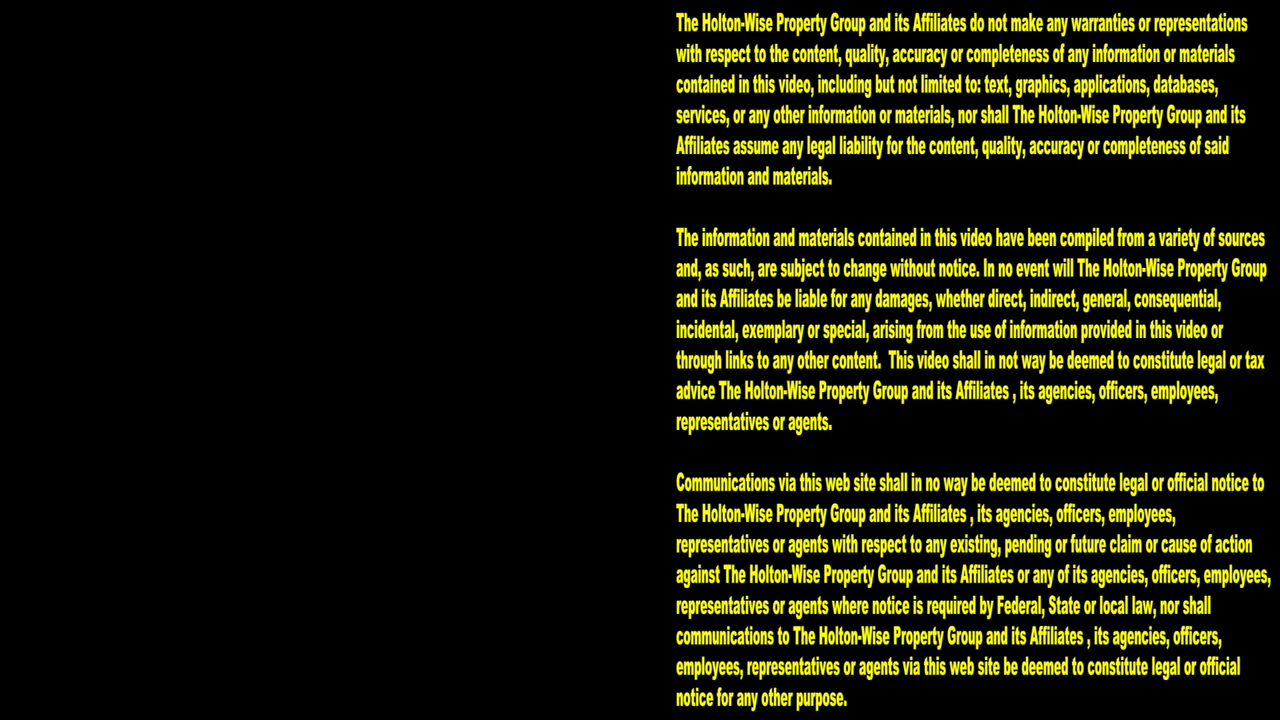 The Holton-Wise Property Group and its Affiliates do not make any warranties or representations
with respect to the content, quality, accuracy or completeness of any information or materials
contained in this video, including but not limited to: text, graphics, applications, databases,
services, or any other information or materials, nor shall The Holton-Wise Property Group and its
Affiliates assume any legal liability for the content, quality, accuracy or completeness of said
information and materials.
The information and materials contained in this video have been compiled from a variety of sources
and, as such, are subject to change without notice. In no event will The Holton-Wise Property Group
and its Affiliates be liable for any damages, whether direct, indirect, general, consequential,
incidental, exemplary or special, arising from the use of information provided in this video or
through links to any other content.  This video shall in not way be deemed to constitute legal or tax
advice The Holton-Wise Property Group and its Affiliates , its agencies, officers, employees,
representatives or agents.
Communications via this web site shall in no way be deemed to constitute legal or official notice to
The Holton-Wise Property Group and its Affiliates , its agencies, officers, employees,
representatives or agents with respect to any existing, pending or future claim or cause of action
against The Holton-Wise Property Group and its Affiliates or any of its agencies, officers, employees,
representatives or agents where notice is required by Federal, State or local law, nor shall
communications to The Holton-Wise Property Group and its Affiliates , its agencies, officers,
employees, representatives or agents via this web site be deemed to constitute legal or official
notice for any other purpose.